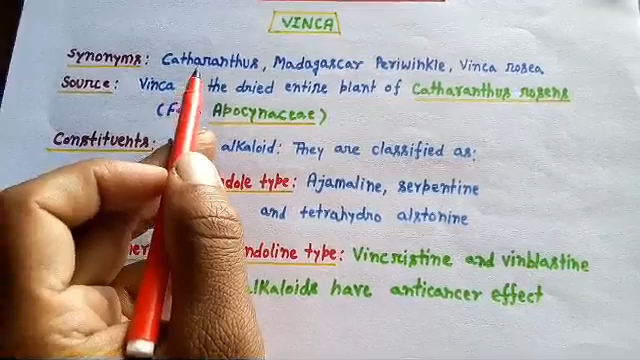 VINCA
Synonyms: Catharanthus, Madagascar Periwinkle, Vinca rosea
Source: Vinca the dried entire plant of Catharanthus roseus
Apocynaceae)
Constituents: alkaloid: They are classified as:
ndole type: Ajamaline, serpentine
and tetrahydro alstonine
ndoline type: Vincristine and vinblastine
alkaloids have anticancer effect